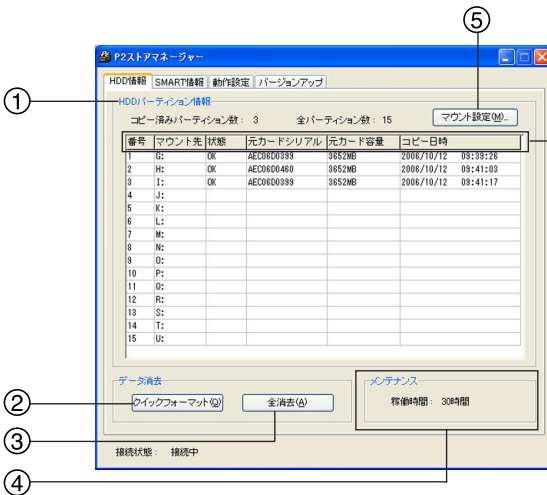 ⑤
P2ストアマネージャー
HDD情報 SMART情報 動作設定 バージョンアップ
① HDDパーティション情報
コピー済みパーティション数: 3 全パーティション数: 15 マウント設定(M)...
番号 マウント先 状態 元カードシリアル 元カード容量 コピー日時
1 G: OK AEC06D0399 3652MB 2006/10/12 09:39:26
2 H: OK AEC06D0460 3652MB 2006/10/12 09:41:03
3 I: OK AEC06D0399 3652MB 2006/10/12 09:41:17
4 J:
5 K:
6 L:
7 M:
8 N:
9 O:
10 P:
11 Q:
12 R:
13 S:
14 T:
15 U:
データ消去 メンテナンス
② クイックフォーマット(Q) 全消去(A) 稼働時間: 30時間
③
接続状態: 接続中
④